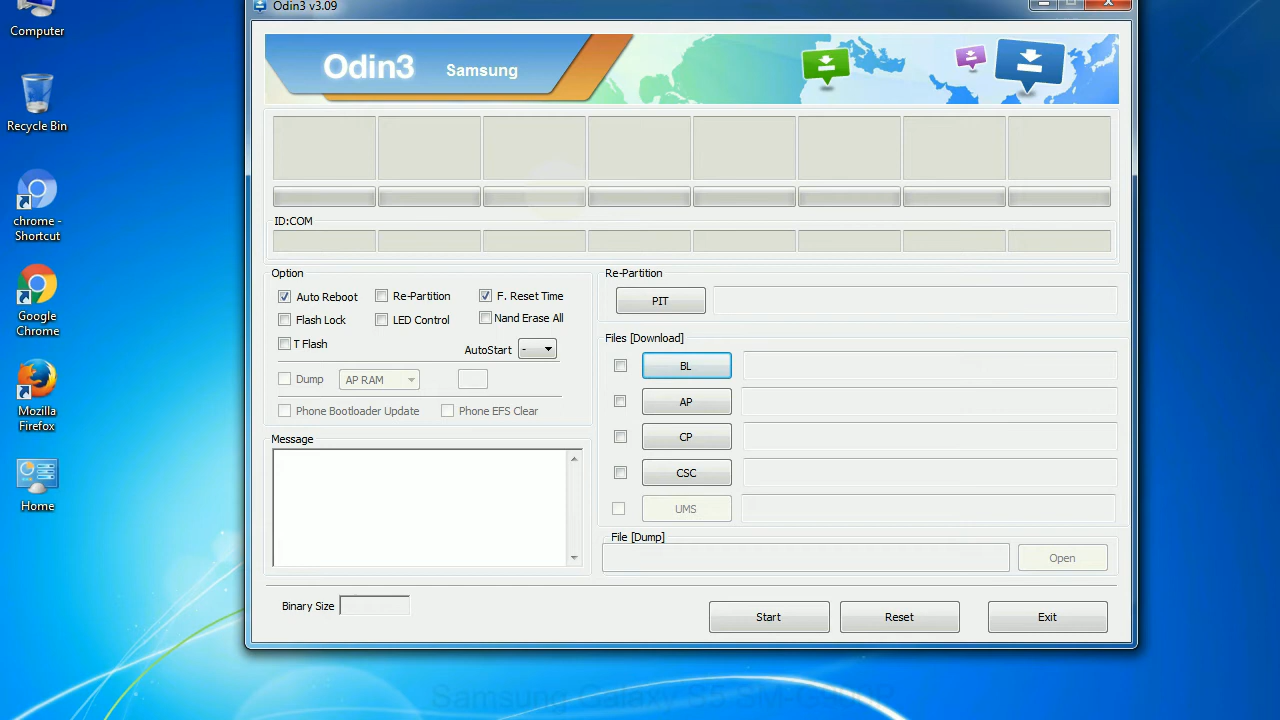 Odin3 v3.09
Computer
Recycle Bin
chrome -
Shortcut
Google
Chrome
Mozilla
Firefox
Home
Odin3 Samsung
ID:COM
Option
Auto Reboot Re-Partition F. Reset Time
Flash Lock LED Control Nand Erase All
T Flash AutoStart -
Dump AP RAM
Phone Bootloader Update Phone EFS Clear
Message
Re-Partition
PIT
Files [Download]
BL
AP
CP
CSC
UMS
File [Dump]
Open
Binary Size
Start Reset Exit
Samsung Galaxy S5